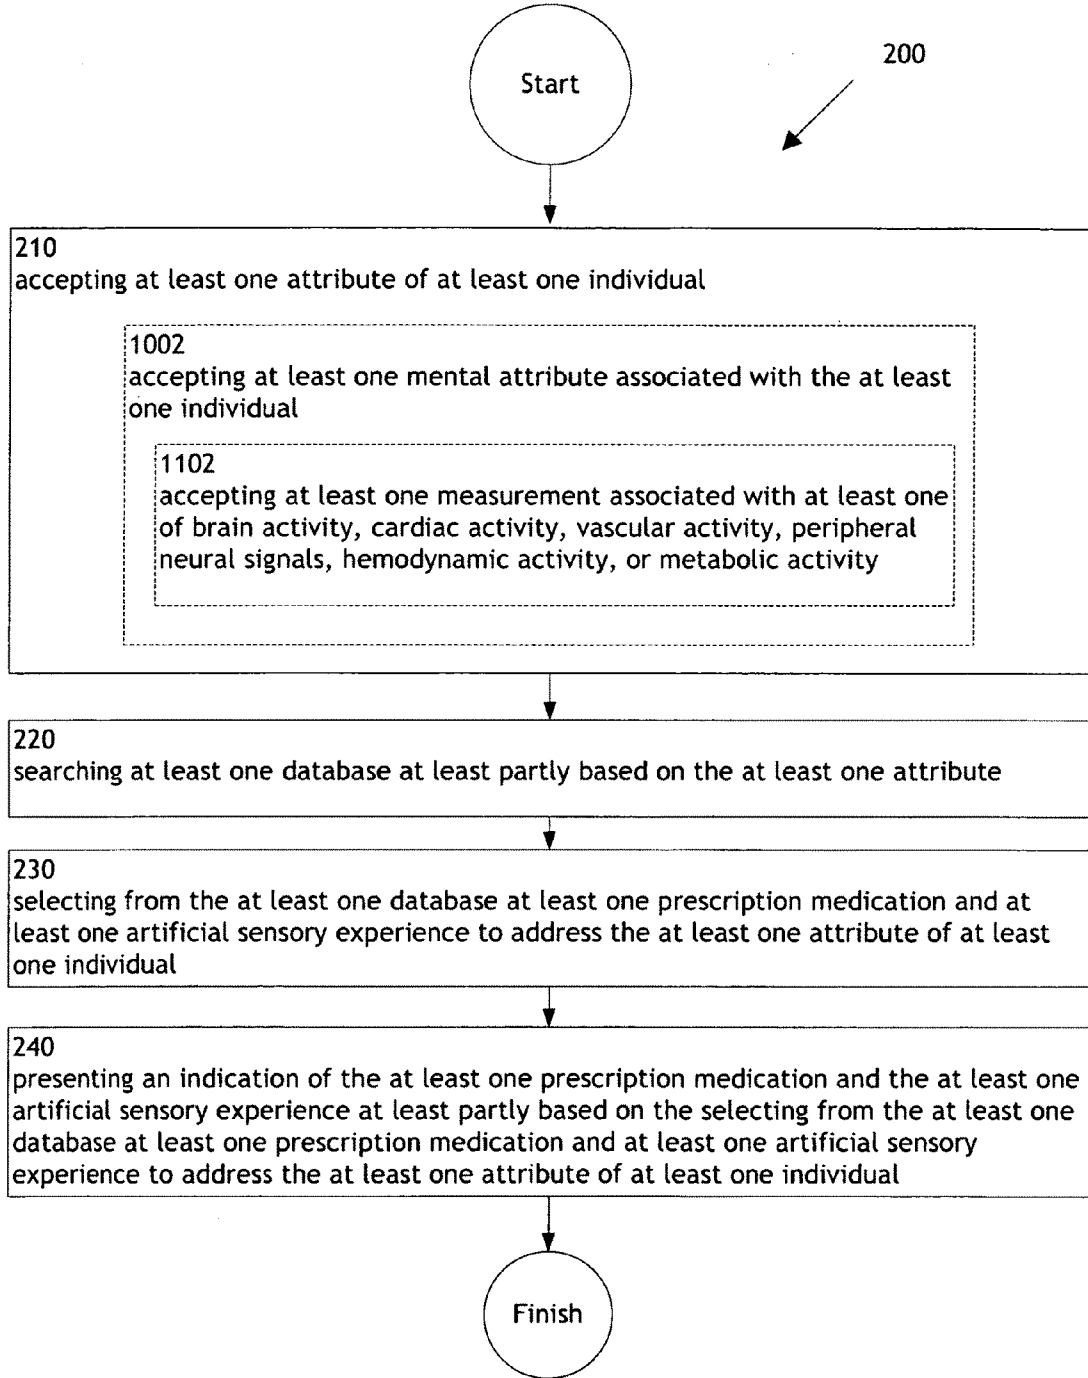 Start
200
210
accepting at least one attribute of at least one individual
1002
accepting at least one mental attribute associated with the at least
one individual
1102
accepting at least one measurement associated with at least one
of brain activity, cardiac activity, vascular activity, peripheral
neural signals, hemodynamic activity, or metabolic activity
220
searching at least one database at least partly based on the at least one attribute
230
selecting from the at least one database at least one prescription medication and at
least one artificial sensory experience to address the at least one attribute of at least
one individual
240
presenting an indication of the at least one prescription medication and the at least one
artificial sensory experience at least partly based on the selecting from the at least one
database at least one prescription medication and at least one artificial sensory
experience to address the at least one attribute of at least one individual
Finish